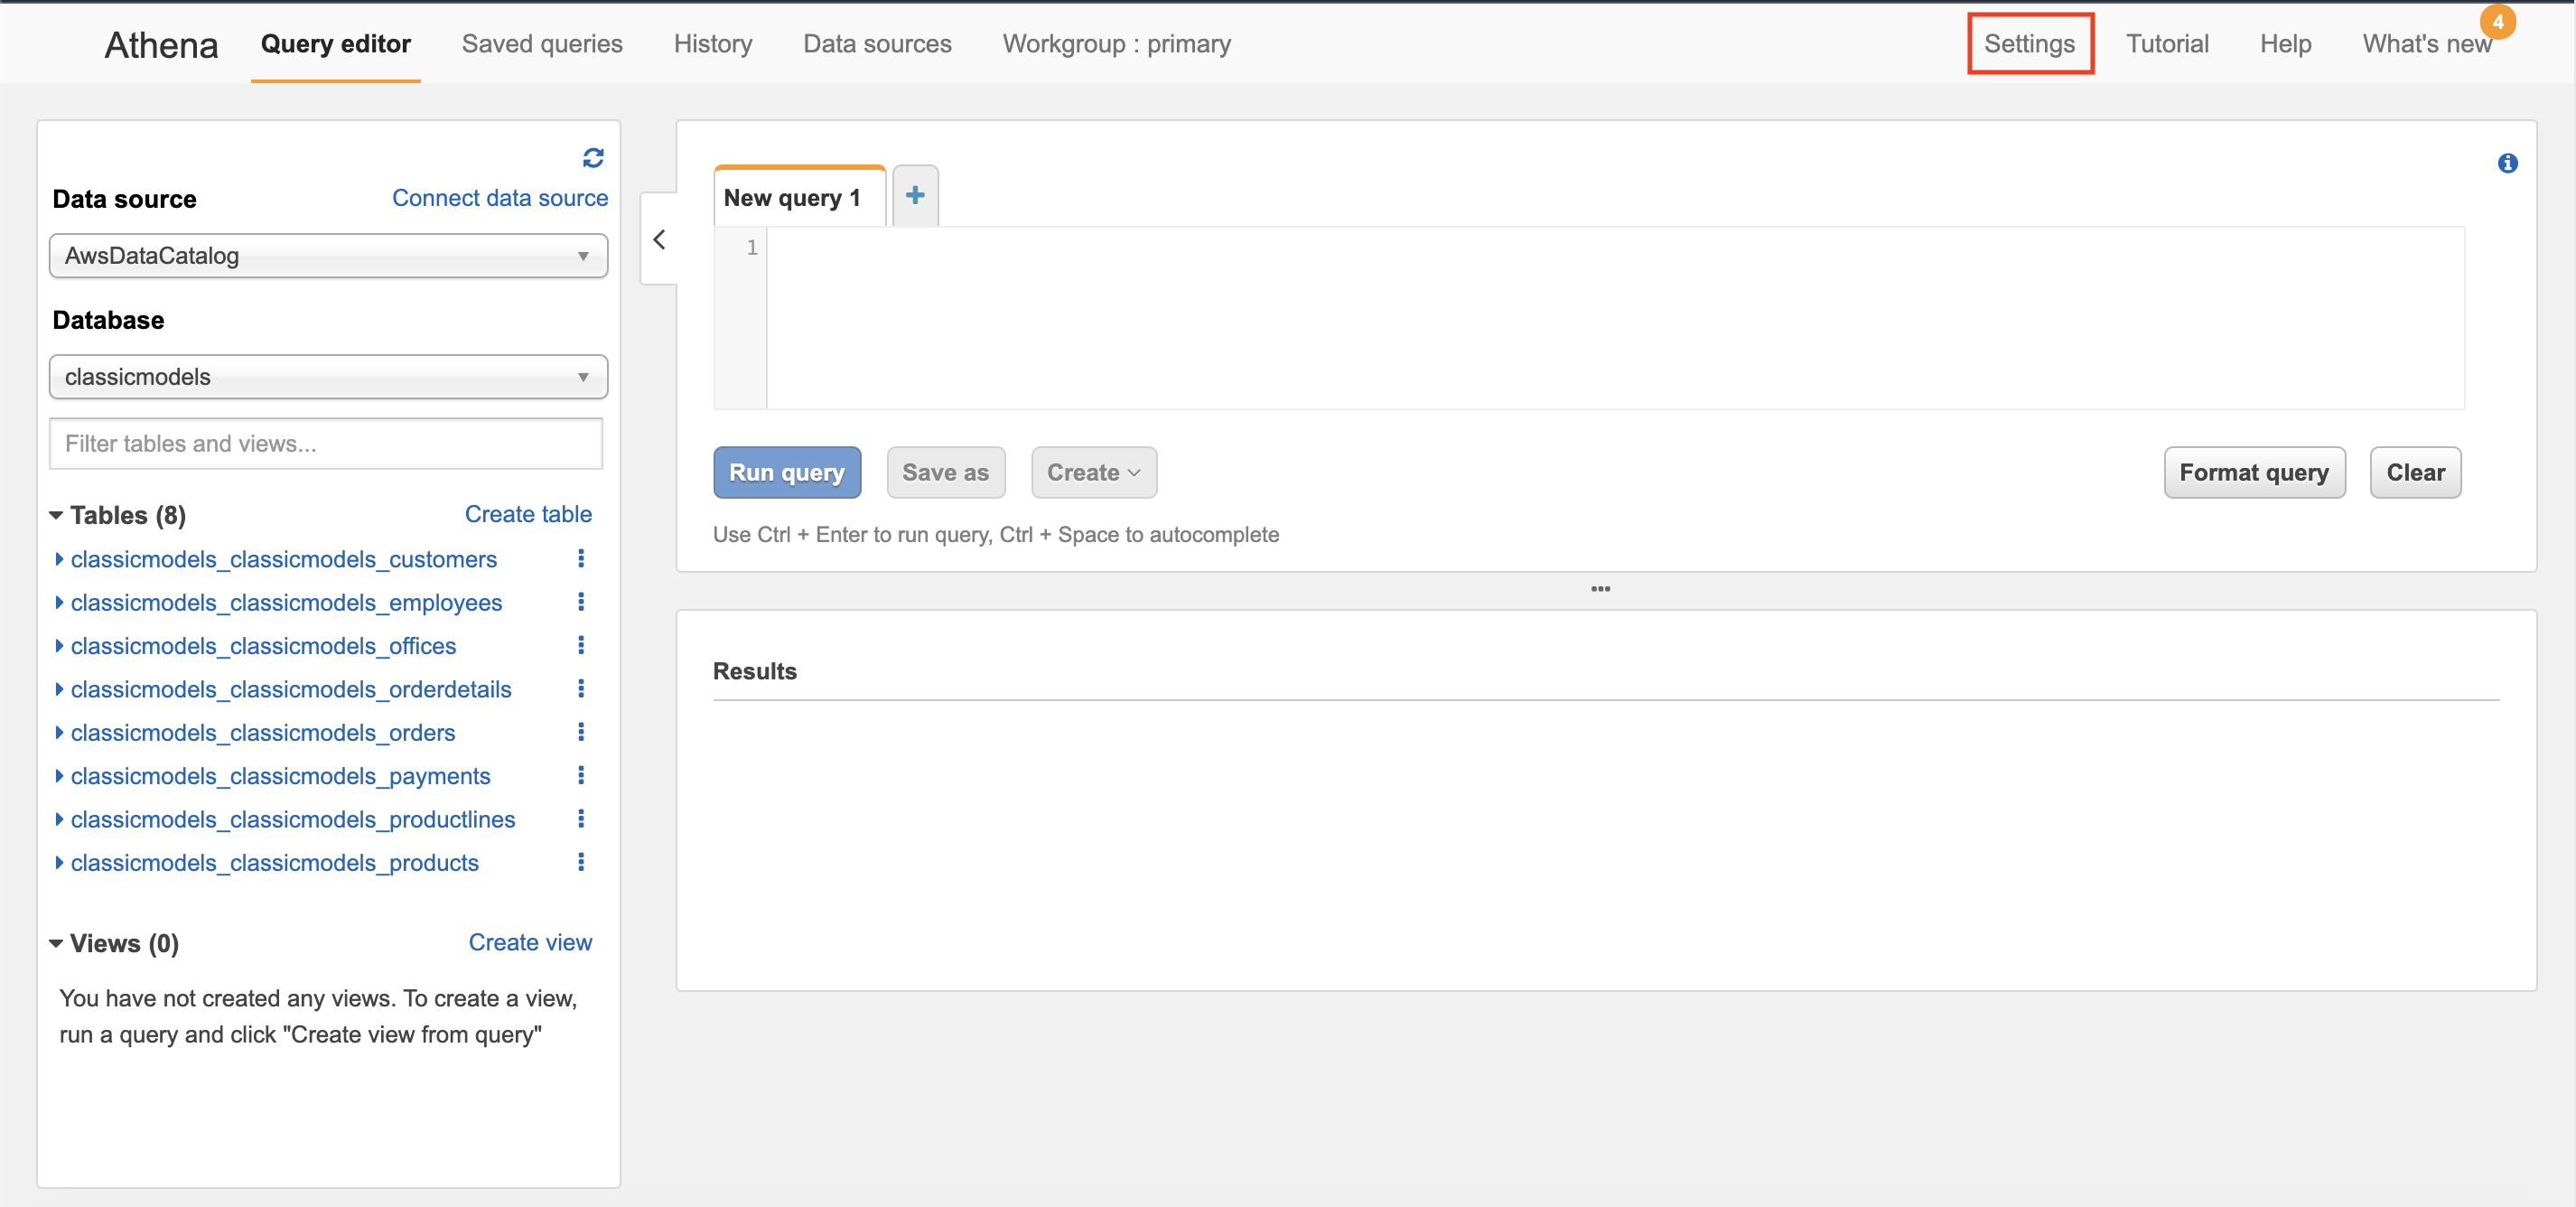 Athena Query editor Saved queries History Data sources Workgroup : primary Settings Tutorial Help What's new 4
Data source Connect data source
AwsDataCatalog
Database
classicmodels
Filter tables and views...
Tables (8) Create table
classicmodels_classicmodels_customers
classicmodels_classicmodels_employees
classicmodels_classicmodels_offices
classicmodels_classicmodels_orderdetails
classicmodels_classicmodels_orders
classicmodels_classicmodels_payments
classicmodels_classicmodels_productlines
classicmodels_classicmodels_products
Views (0) Create view
You have not created any views. To create a view,
run a query and click "Create view from query"
New query 1
1
Run query Save as Create Format query Clear
Use Ctrl + Enter to run query, Ctrl + Space to autocomplete
Results